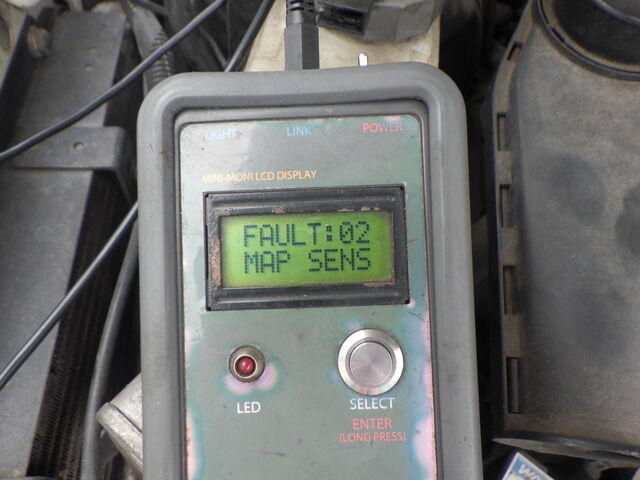 LIGHT LINK POWER
MINI-MONI LCD DISPLAY
FAULT:02
MAP SENS
LED SELECT
ENTER
(LONG PRESS)